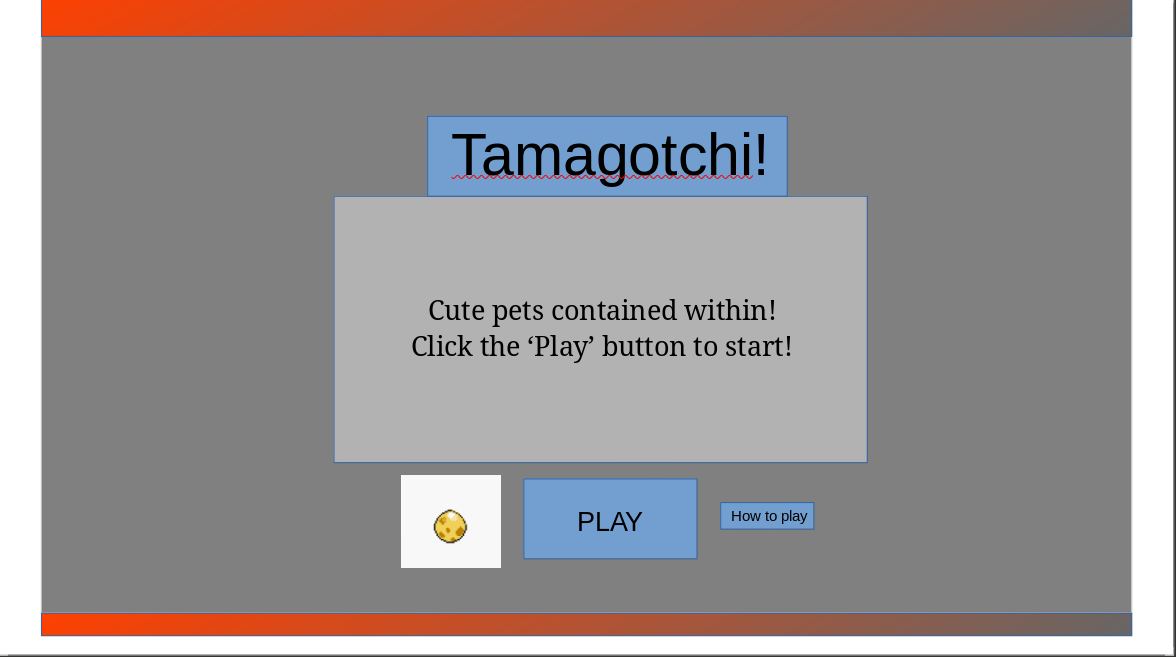 Tamagotchi!
Cute pets contained within!
Click the ‘Play’ button to start!
PLAY
How to play